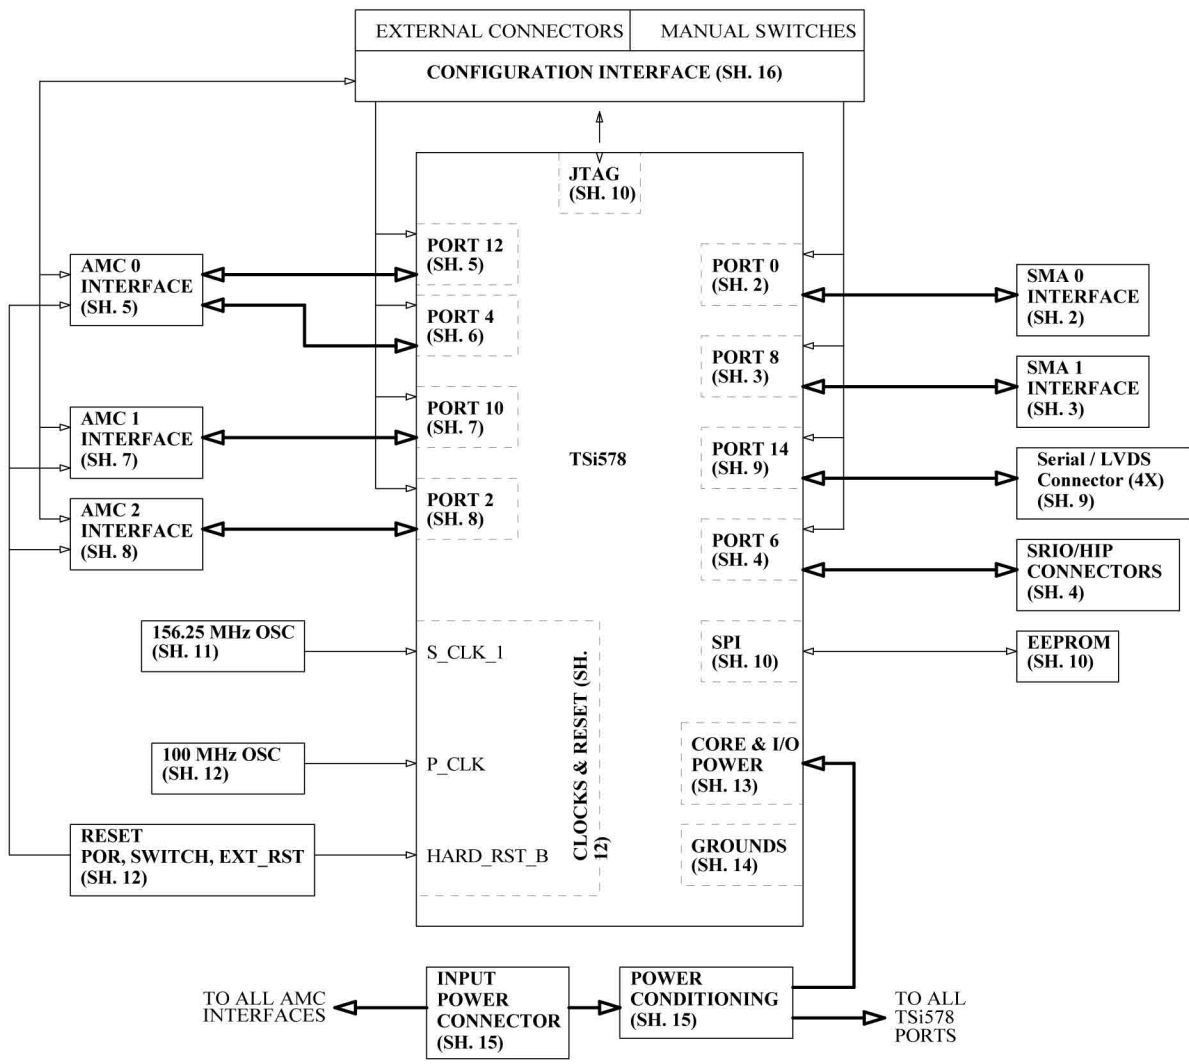 EXTERNAL CONNECTORS
MANUAL SWITCHES
CONFIGURATION INTERFACE (SH. 16)
JTAG
(SH. 10)
PORT 12
(SH. 5)
PORT 4
(SH. 6)
PORT 10
(SH. 7)
PORT 2
(SH. 8)
AMC 0
INTERFACE
(SH. 5)
AMC 1
INTERFACE
(SH. 7)
AMC 2
INTERFACE
(SH. 8)
TSi578
PORT 0
(SH. 2)
PORT 8
(SH. 3)
PORT 14
(SH. 9)
PORT 6
(SH. 4)
SPI
(SH. 10)
SMA 0
INTERFACE
(SH. 2)
SMA 1
INTERFACE
(SH. 3)
Serial / LVDS
Connector (4X)
(SH. 9)
SRIO/HIP
CONNECTORS
(SH. 4)
EEPROM
(SH. 10)
156.25 MHz OSC
(SH. 11)
S_CLK_1
100 MHz OSC
(SH. 12)
P_CLK
RESET
POR, SWITCH, EXT_RST
(SH. 12)
HARD_RST_B
CLOCKS & RESET (SH.
12)
CORE & I/O
POWER
(SH. 13)
GROUNDS
(SH. 14)
TO ALL AMC
INTERFACES
INPUT
POWER
CONNECTOR
(SH. 15)
POWER
CONDITIONING
(SH. 15)
TO ALL
TSi578
PORTS